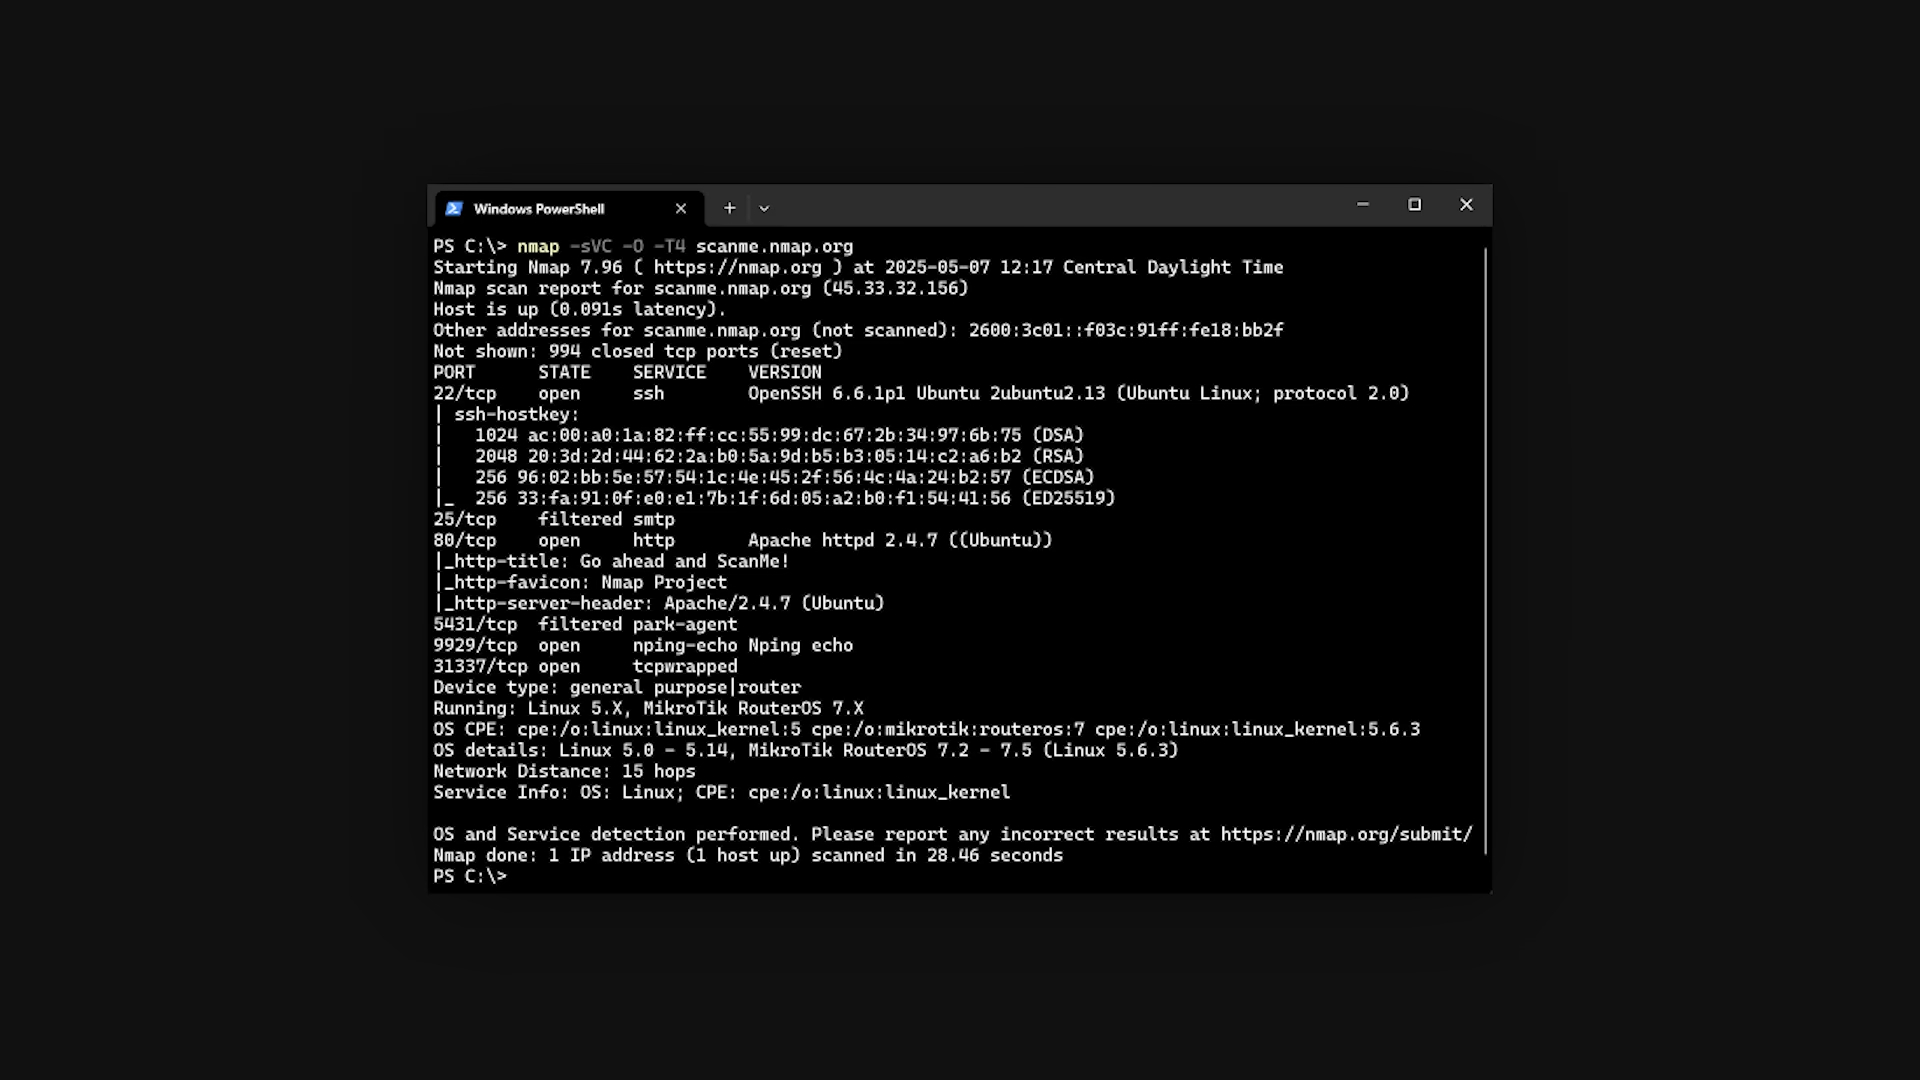 Windows PowerShell
PS C:\> nmap -sVC -O -T4 scanme.nmap.org
Starting Nmap 7.96 ( https://nmap.org ) at 2025-05-07 12:17 Central Daylight Time
Nmap scan report for scanme.nmap.org (45.33.32.156)
Host is up (0.091s latency).
Other addresses for scanme.nmap.org (not scanned): 2600:3c01::f03c:91ff:fe18:bb2f
Not shown: 994 closed tcp ports (reset)
PORT      STATE    SERVICE    VERSION
22/tcp    open     ssh        OpenSSH 6.6.1p1 Ubuntu 2ubuntu2.13 (Ubuntu Linux; protocol 2.0)
| ssh-hostkey:
|   1024 ac:00:a0:1a:82:ff:cc:55:99:dc:67:2b:34:97:6b:75 (DSA)
|   2048 20:3d:2d:44:62:2a:b0:5a:9d:b5:b3:05:14:c2:a6:b2 (RSA)
|   256 96:02:bb:5e:57:54:1c:4e:45:2f:56:4c:4a:24:b2:57 (ECDSA)
|_  256 33:fa:91:0f:e0:e1:7b:1f:6d:05:a2:b0:f1:54:41:56 (ED25519)
25/tcp    filtered smtp
80/tcp    open     http       Apache httpd 2.4.7 ((Ubuntu))
|_http-title: Go ahead and ScanMe!
|_http-favicon: Nmap Project
|_http-server-header: Apache/2.4.7 (Ubuntu)
5431/tcp  filtered park-agent
9929/tcp  open     nping-echo Nping echo
31337/tcp open     tcpwrapped
Device type: general purpose|router
Running: Linux 5.X, MikroTik RouterOS 7.X
OS CPE: cpe:/o:linux:linux_kernel:5 cpe:/o:mikrotik:routeros:7 cpe:/o:linux:linux_kernel:5.6.3
OS details: Linux 5.0 - 5.14, MikroTik RouterOS 7.2 - 7.5 (Linux 5.6.3)
Network Distance: 15 hops
Service Info: OS: Linux; CPE: cpe:/o:linux:linux_kernel

OS and Service detection performed. Please report any incorrect results at https://nmap.org/submit/
Nmap done: 1 IP address (1 host up) scanned in 28.46 seconds
PS C:\>